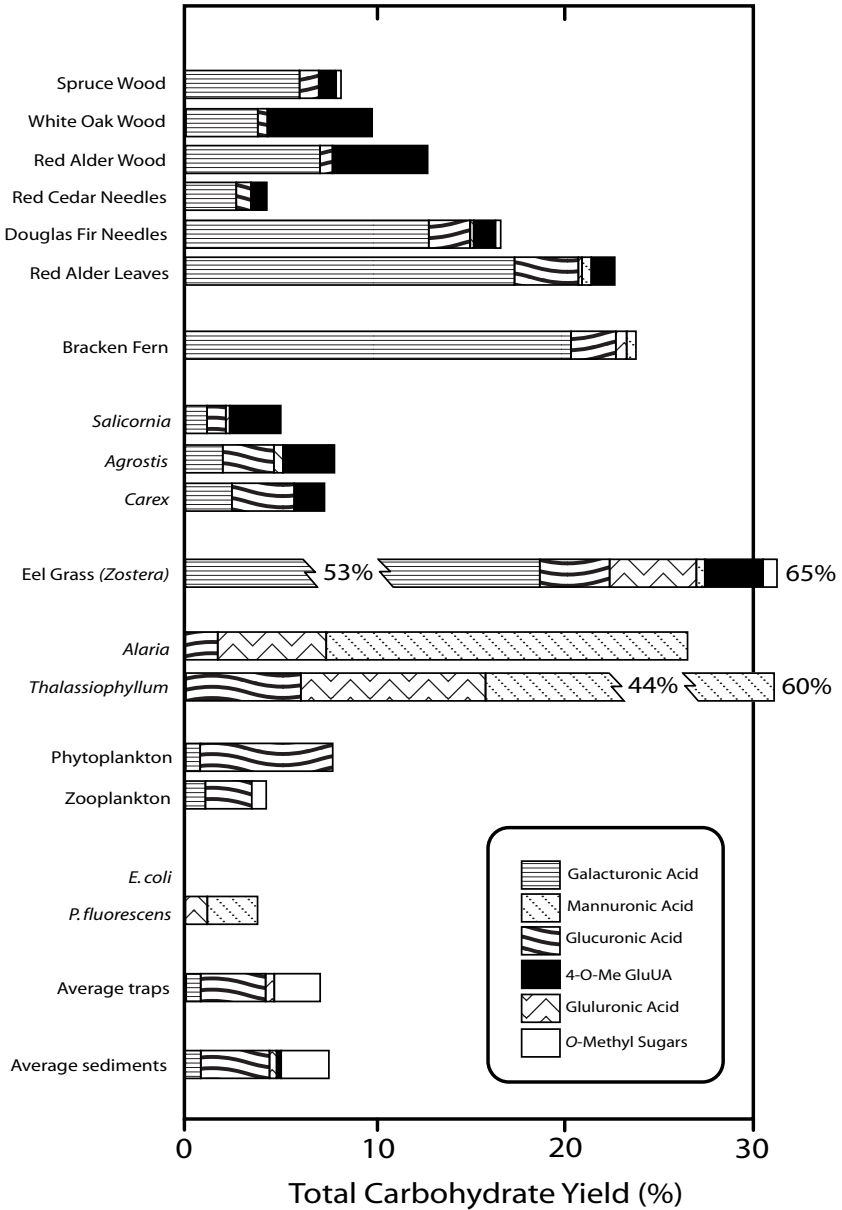 Spruce Wood
White Oak Wood
Red Alder Wood
Red Cedar Needles
Douglas Fir Needles
Red Alder Leaves
Bracken Fern
Salicornia
Agrostis
Carex
Eel Grass (Zostera)
53%
65%
Alaria
Thalassiophyllum
44%
60%
Phytoplankton
Zooplankton
E. coli
P. fluorescens
Average traps
Average sediments
Galacturonic Acid
Mannuronic Acid
Glucuronic Acid
4-O-Me GluUA
Gluluronic Acid
O-Methyl Sugars
0 10 20 30
Total Carbohydrate Yield (%)